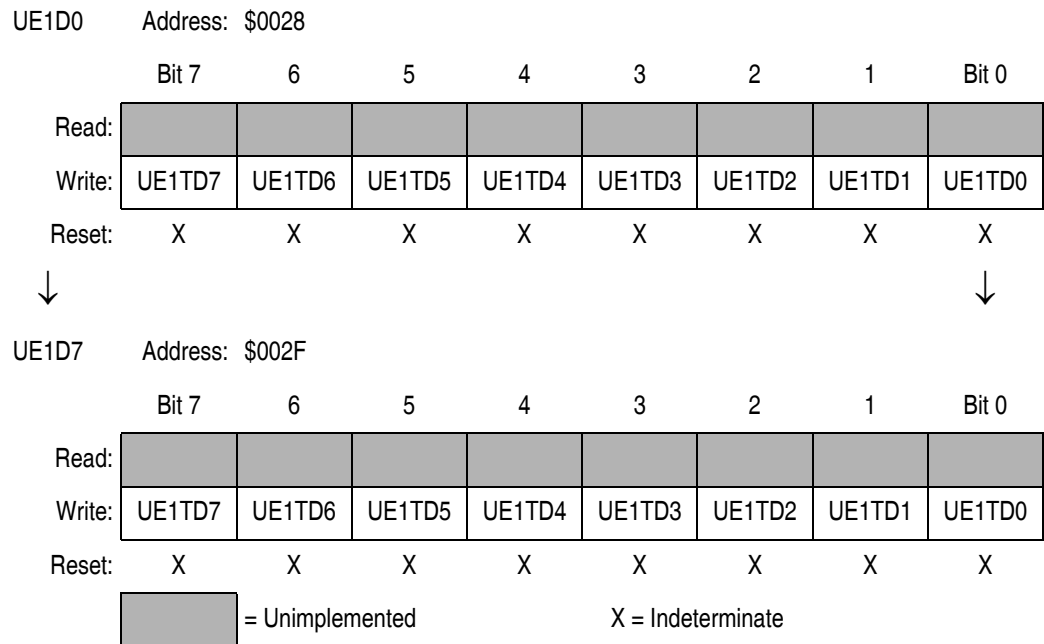 UE1D0 Address: $0028
Bit 7 6 5 4 3 2 1 Bit 0
Read:
Write: UE1TD7 UE1TD6 UE1TD5 UE1TD4 UE1TD3 UE1TD2 UE1TD1 UE1TD0
Reset: X X X X X X X X
↓ ↓
UE1D7 Address: $002F
Bit 7 6 5 4 3 2 1 Bit 0
Read:
Write: UE1TD7 UE1TD6 UE1TD5 UE1TD4 UE1TD3 UE1TD2 UE1TD1 UE1TD0
Reset: X X X X X X X X
= Unimplemented X = Indeterminate